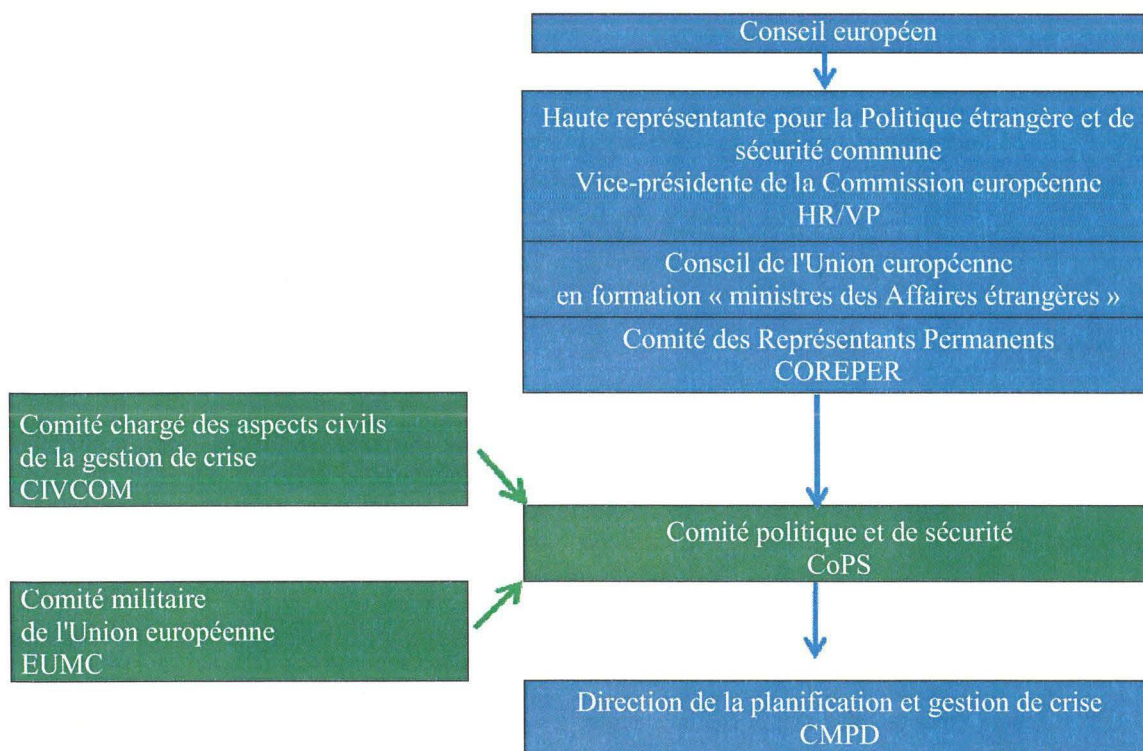 Conseil européen
Haute représentante pour la Politique étrangère et de
sécurité commune
Vice-présidente de la Commission européenne
HR/VP
Conseil de l'Union européenne
en formation « ministres des Affaires étrangères »
Comité des Représentants Permanents
COREPER
Comité chargé des aspects civils
de la gestion de crise
CIVCOM
Comité politique et de sécurité
CoPS
Comité militaire
de l'Union européenne
EUMC
Direction de la planification et gestion de crise
CMPD